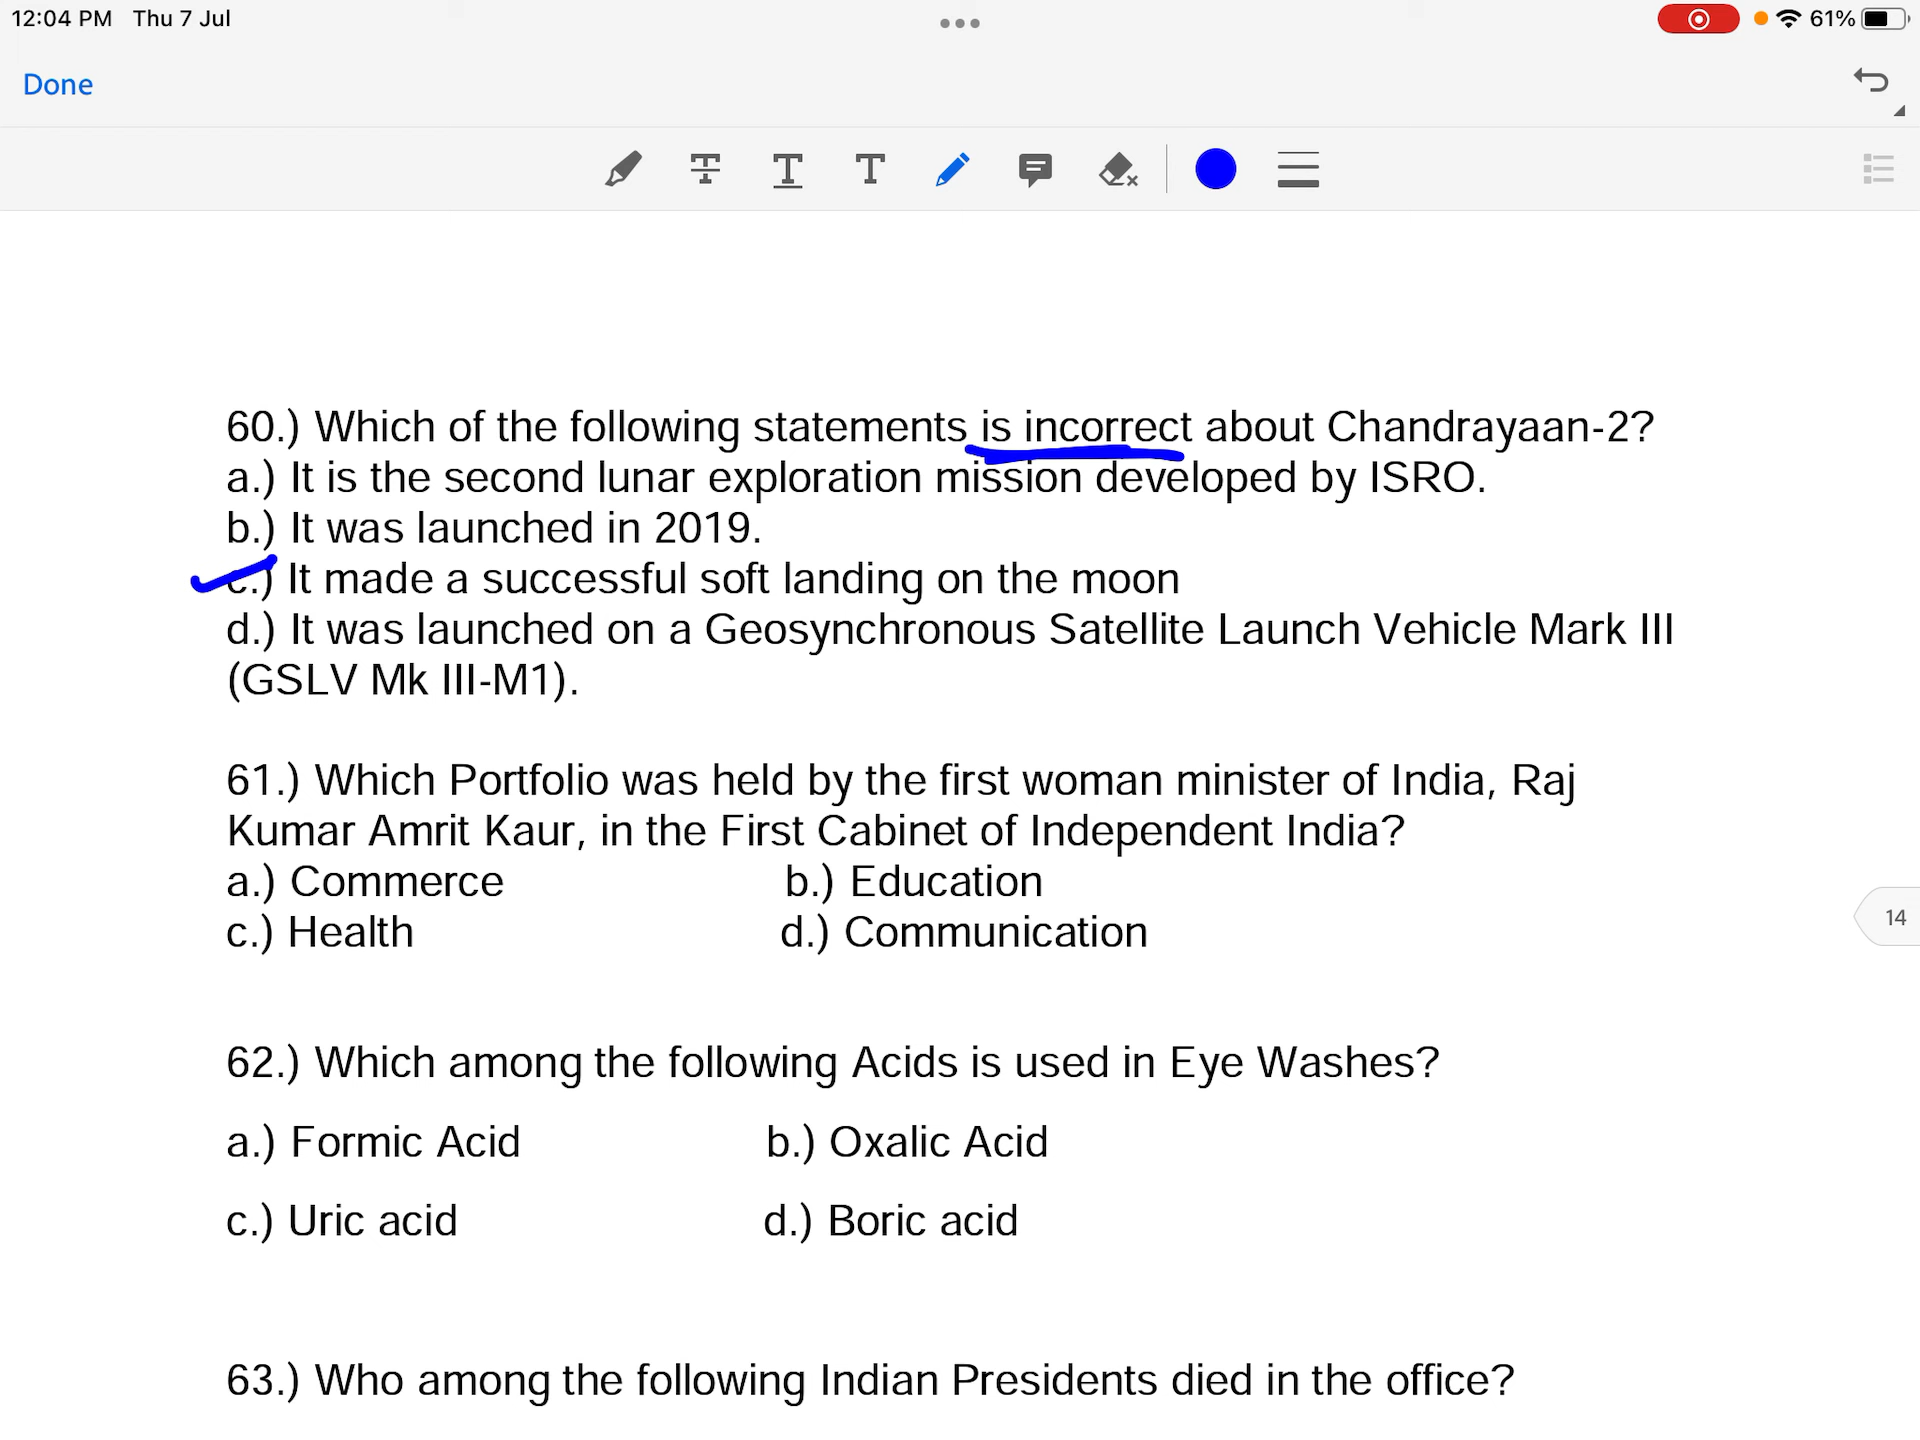 12:04 PM Thu 7 Jul
61%
Done
60.) Which of the following statements is incorrect about Chandrayaan-2?
a.) It is the second lunar exploration mission developed by ISRO.
b.) It was launched in 2019.
c.) It made a successful soft landing on the moon
d.) It was launched on a Geosynchronous Satellite Launch Vehicle Mark III
(GSLV Mk III-M1).
61.) Which Portfolio was held by the first woman minister of India, Raj
Kumar Amrit Kaur, in the First Cabinet of Independent India?
a.) Commerce b.) Education
c.) Health d.) Communication
14
62.) Which among the following Acids is used in Eye Washes?
a.) Formic Acid b.) Oxalic Acid
c.) Uric acid d.) Boric acid
63.) Who among the following Indian Presidents died in the office?